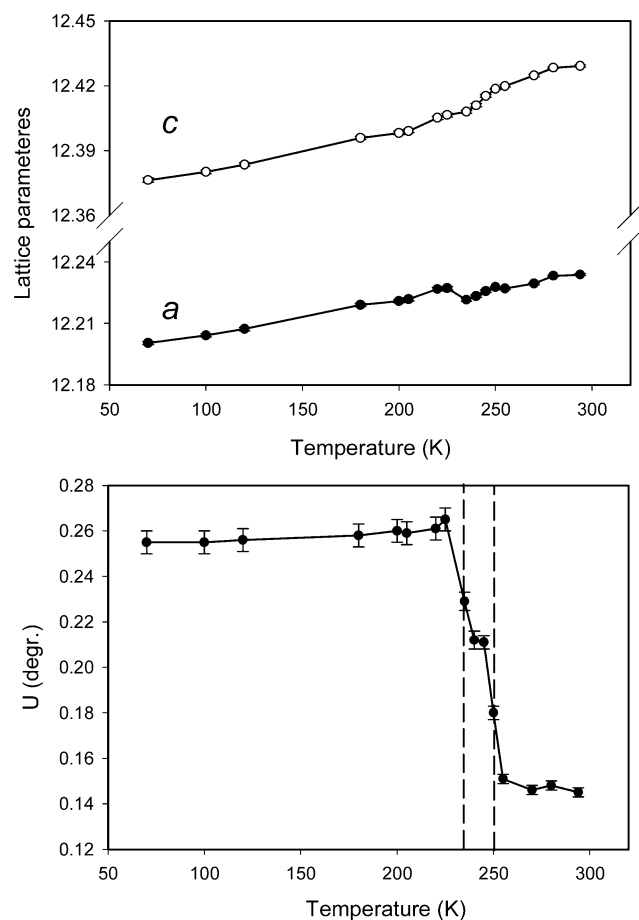 12.45
12.42
12.39
12.36
12.24
12.21
12.18
Lattice parameteres
c
a
50 100 150 200 250 300
Temperature (K)
0.28
0.26
0.24
0.22
0.20
0.18
0.16
0.14
0.12
U (degr.)
50 100 150 200 250 300
Temperature (K)